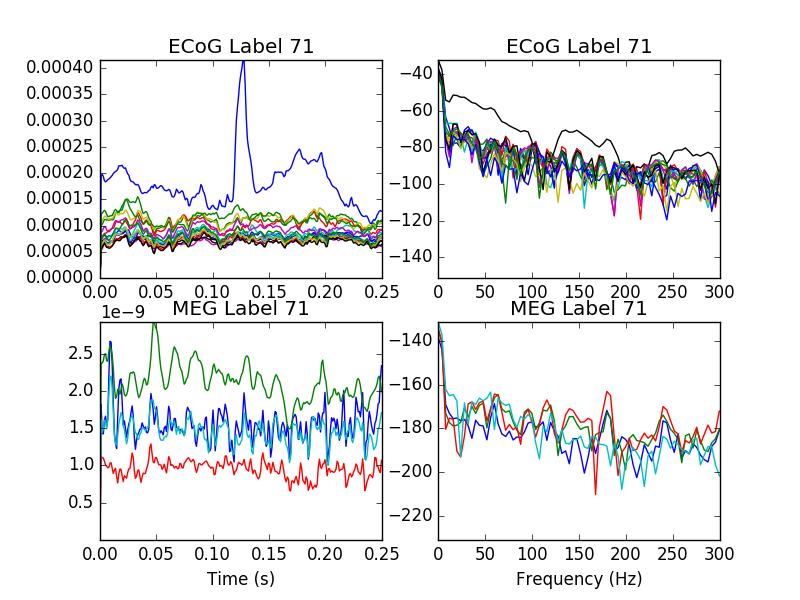 ECoG Label 71
ECoG Label 71
0.00040
0.00035
0.00030
0.00025
0.00020
0.00015
0.00010
0.00005
0.00000
0.00 0.05 0.10 0.15 0.20 0.25
−40
−60
−80
−100
−120
−140
0 50 100 150 200 250 300
MEG Label 71
MEG Label 71
1e−9
2.5
2.0
1.5
1.0
0.5
0.00 0.05 0.10 0.15 0.20 0.25
Time (s)
−140
−160
−180
−200
−220
0 50 100 150 200 250 300
Frequency (Hz)